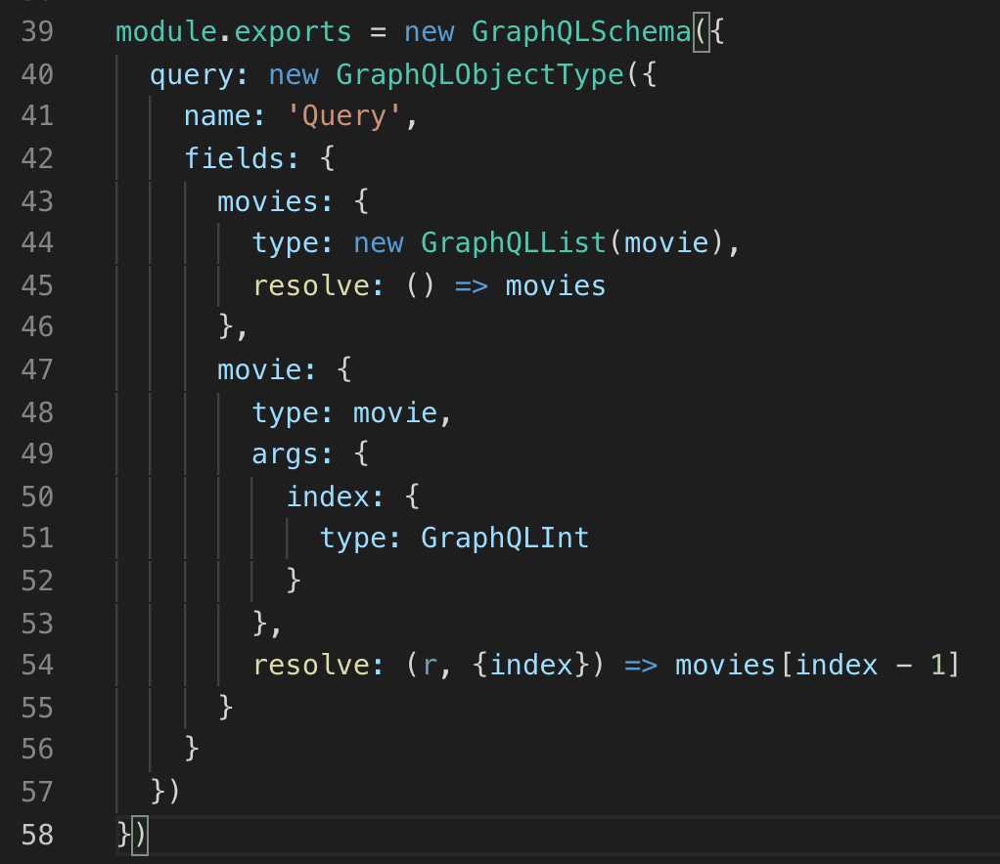 39 module.exports = new GraphQLSchema({
40   query: new GraphQLObjectType({
41     name: 'Query',
42     fields: {
43       movies: {
44         type: new GraphQLList(movie),
45         resolve: () => movies
46       },
47       movie: {
48         type: movie,
49         args: {
50           index: {
51             type: GraphQLInt
52           }
53         },
54         resolve: (r, {index}) => movies[index - 1]
55       }
56     }
57   })
58 })